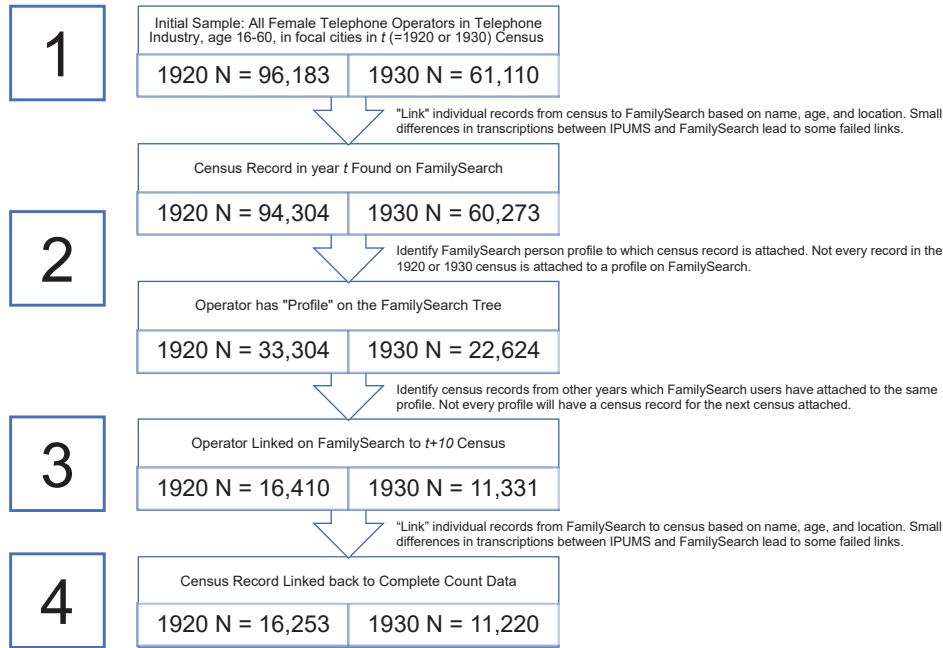 1
Initial Sample: All Female Telephone Operators in Telephone
Industry, age 16-60, in focal cities in t (=1920 or 1930) Census
1920 N = 96,183 1930 N = 61,110
"Link" individual records from census to FamilySearch based on name, age, and location. Small
differences in transcriptions between IPUMS and FamilySearch lead to some failed links.
Census Record in year t Found on FamilySearch
1920 N = 94,304 1930 N = 60,273
2
Identify FamilySearch person profile to which census record is attached. Not every record in the
1920 or 1930 census is attached to a profile on FamilySearch.
Operator has "Profile" on the FamilySearch Tree
1920 N = 33,304 1930 N = 22,624
Identify census records from other years which FamilySearch users have attached to the same
profile. Not every profile will have a census record for the next census attached.
3
Operator Linked on FamilySearch to t+10 Census
1920 N = 16,410 1930 N = 11,331
“Link” individual records from FamilySearch to census based on name, age, and location. Small
differences in transcriptions between IPUMS and FamilySearch lead to some failed links.
4
Census Record Linked back to Complete Count Data
1920 N = 16,253 1930 N = 11,220